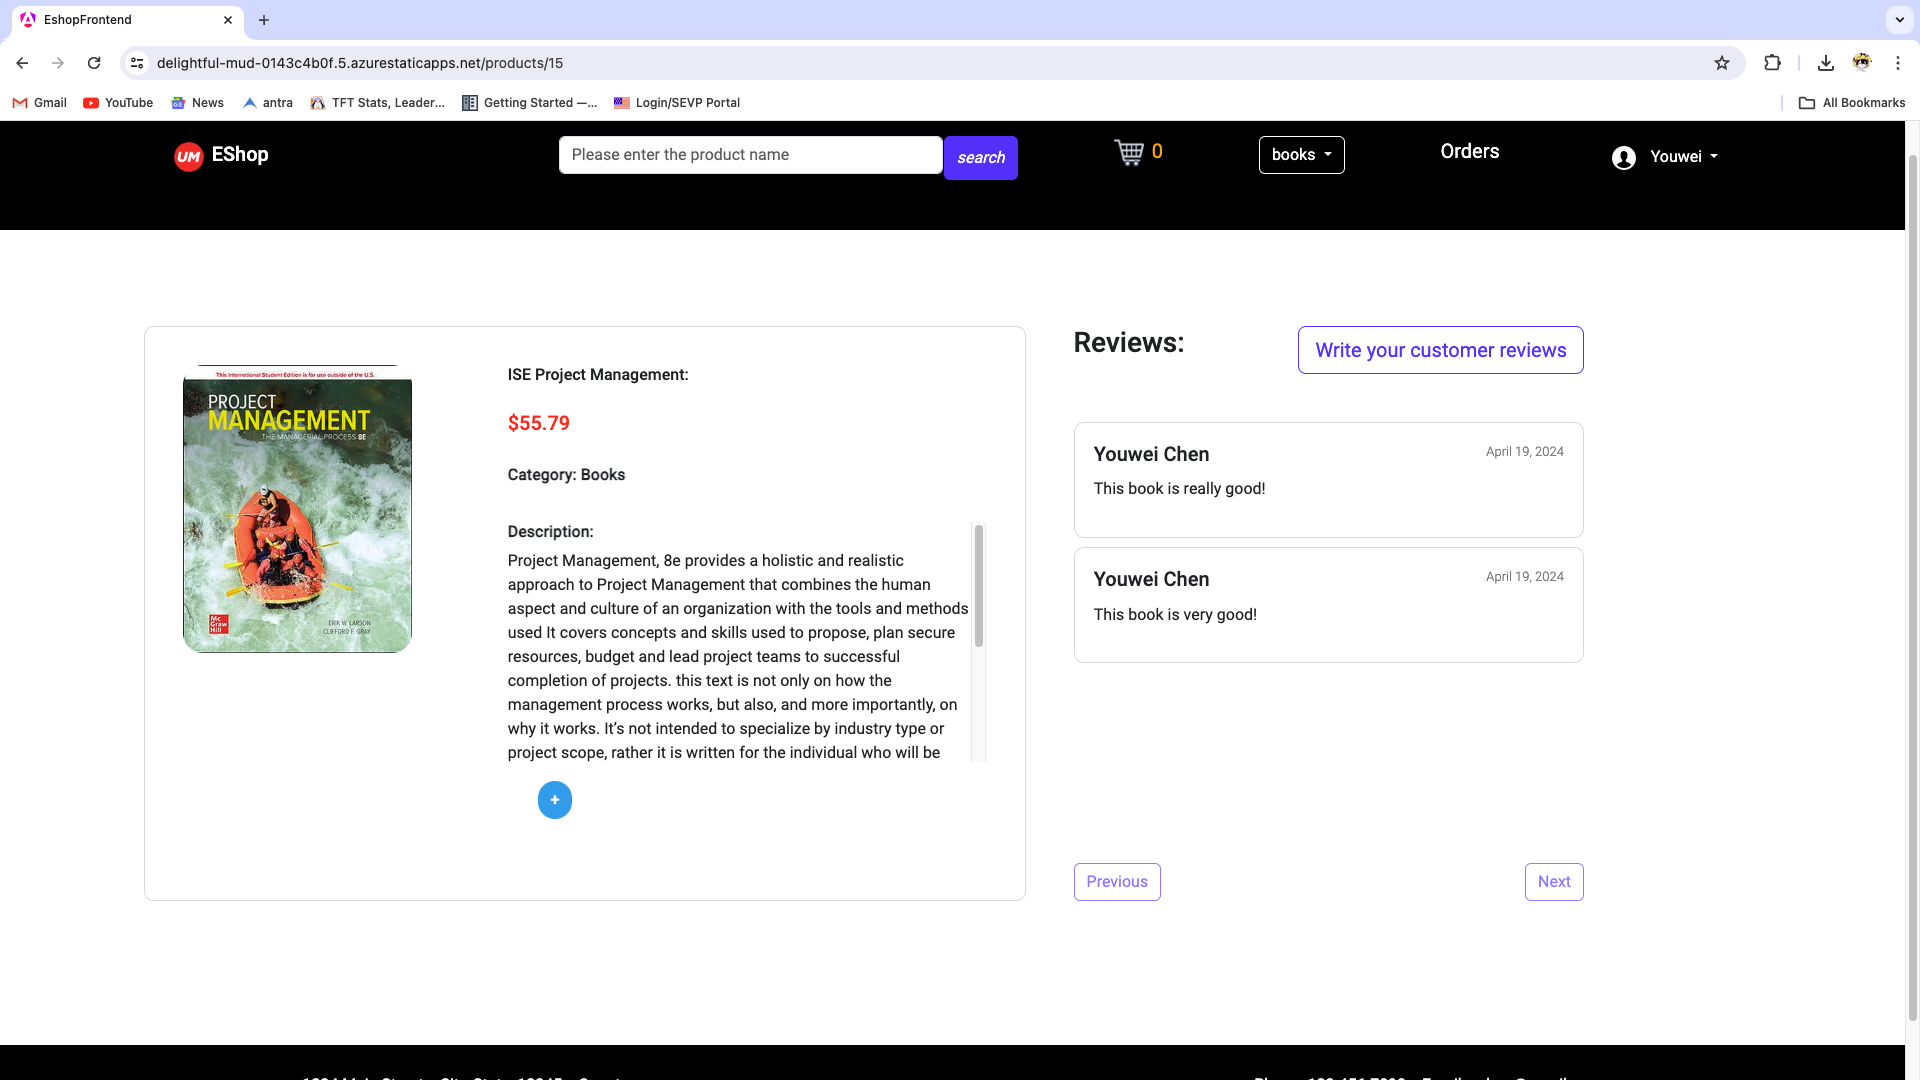 EshopFrontend
delightful-mud-0143c4b0f.5.azurestaticapps.net/products/15
Gmail YouTube News antra TFT Stats, Leader... Getting Started —... Login/SEVP Portal All Bookmarks
UM EShop Please enter the product name search 0 books Orders Youwei
This International Student Edition is for use outside of the U.S.
PROJECT
MANAGEMENT
THE MANAGERIAL PROCESS 8E
Mc
Graw
Hill
ERIK W. LARSON
CLIFFORD F. GRAY
ISE Project Management:
$55.79
Category: Books
Description:
Project Management, 8e provides a holistic and realistic
approach to Project Management that combines the human
aspect and culture of an organization with the tools and methods
used It covers concepts and skills used to propose, plan secure
resources, budget and lead project teams to successful
completion of projects. this text is not only on how the
management process works, but also, and more importantly, on
why it works. It’s not intended to specialize by industry type or
project scope, rather it is written for the individual who will be
+
Reviews:
Write your customer reviews
Youwei Chen April 19, 2024
This book is really good!
Youwei Chen April 19, 2024
This book is very good!
Previous Next